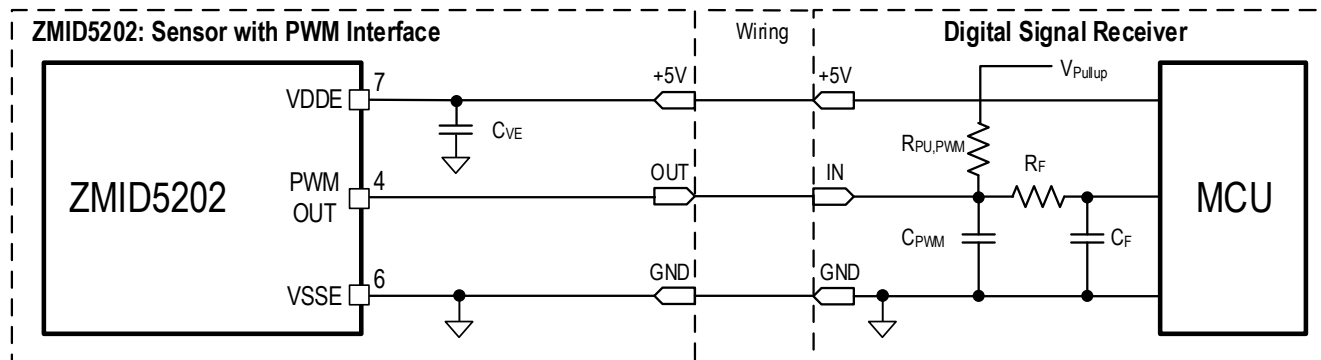 ZMID5202: Sensor with PWM Interface
Wiring
Digital Signal Receiver
VPullup
7
+5V
+5V
VDDE
CVE
RPU,PWM
RF
OUT
IN
PWM
OUT
4
ZMID5202
MCU
CPWM
CF
GND
GND
6
VSSE